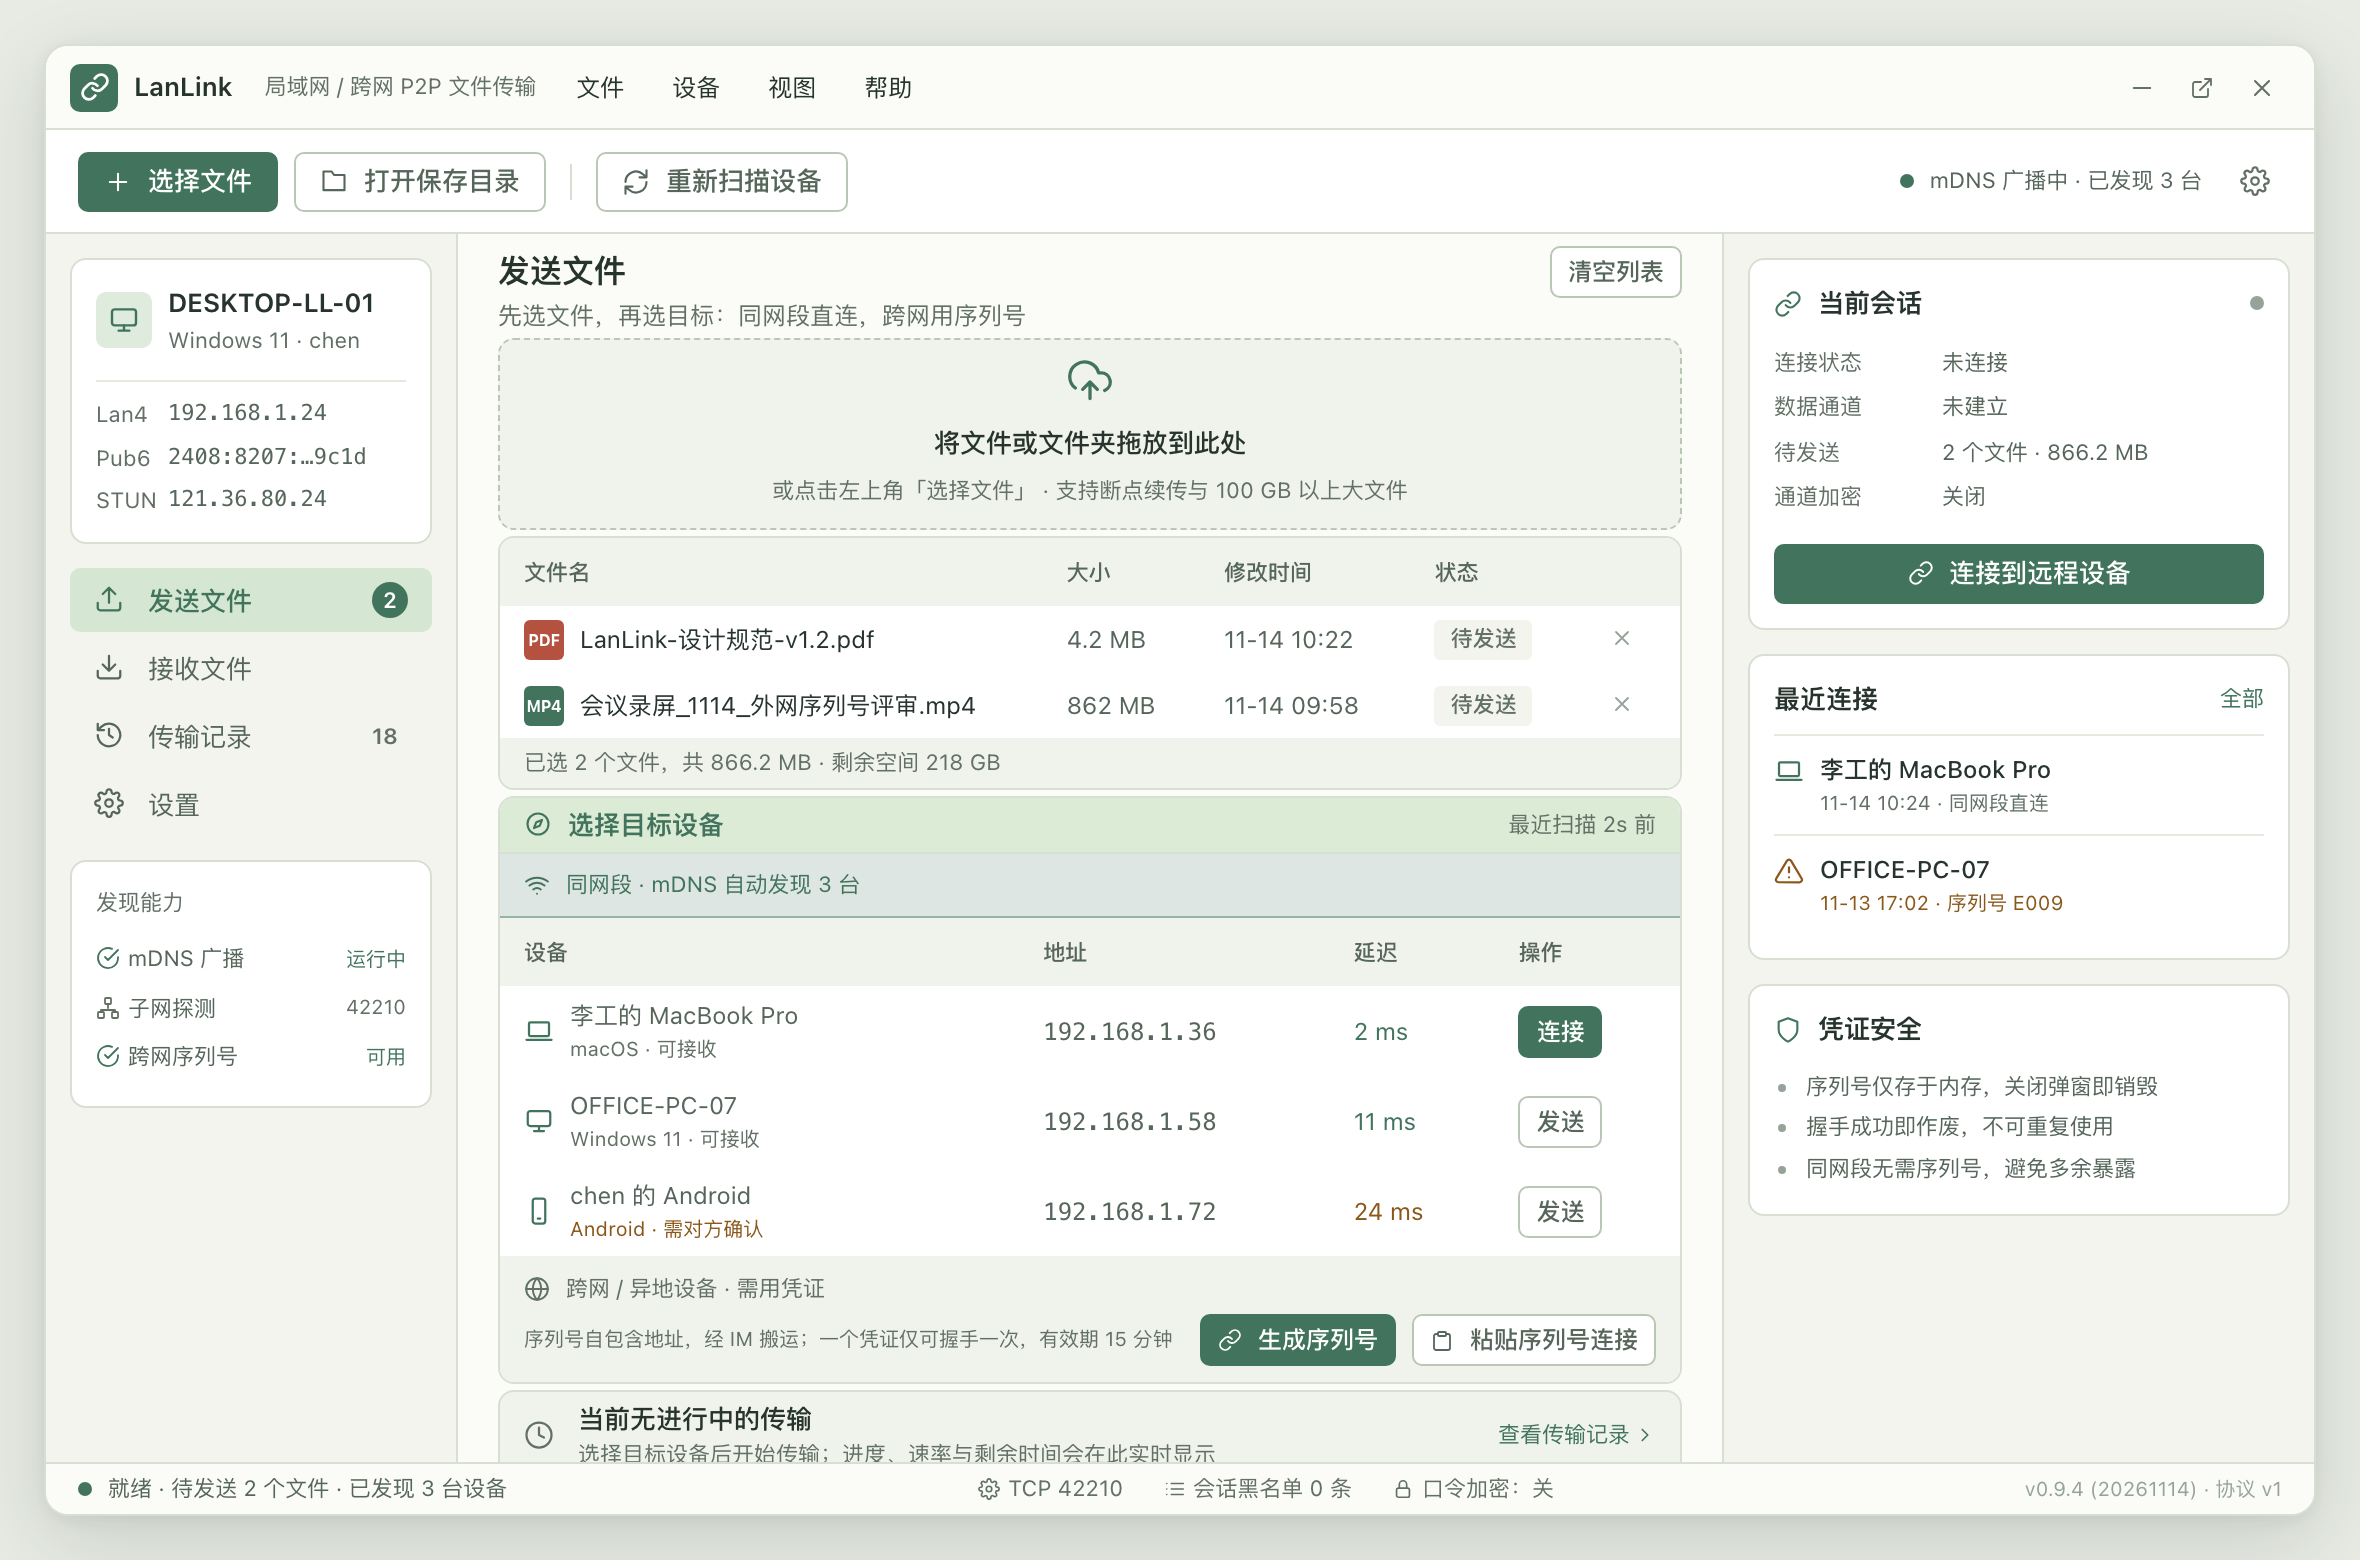 LanLink 局域网 / 跨网 P2P 文件传输 文件 设备 视图 帮助
选择文件 打开保存目录 重新扫描设备 mDNS 广播中 · 已发现 3 台
DESKTOP-LL-01
Windows 11 · chen
Lan4 192.168.1.24
Pub6 2408:8207:…9c1d
STUN 121.36.80.24
发送文件 2
接收文件
传输记录 18
设置
发现能力
mDNS 广播 运行中
子网探测 42210
跨网序列号 可用
发送文件 清空列表
先选文件，再选目标：同网段直连，跨网用序列号
将文件或文件夹拖放到此处
或点击左上角「选择文件」 · 支持断点续传与 100 GB 以上大文件
文件名 大小 修改时间 状态
PDF LanLink-设计规范-v1.2.pdf 4.2 MB 11-14 10:22 待发送
MP4 会议录屏_1114_外网序列号评审.mp4 862 MB 11-14 09:58 待发送
已选 2 个文件，共 866.2 MB · 剩余空间 218 GB
选择目标设备 最近扫描 2s 前
同网段 · mDNS 自动发现 3 台
设备 地址 延迟 操作
李工的 MacBook Pro 192.168.1.36 2 ms 连接
macOS · 可接收
OFFICE-PC-07 192.168.1.58 11 ms 发送
Windows 11 · 可接收
chen 的 Android 192.168.1.72 24 ms 发送
Android · 需对方确认
跨网 / 异地设备 · 需用凭证
序列号自包含地址，经 IM 搬运；一个凭证仅可握手一次，有效期 15 分钟 生成序列号 粘贴序列号连接
当前无进行中的传输 查看传输记录
选择目标设备后开始传输；进度、速率与剩余时间会在此实时显示
当前会话
连接状态 未连接
数据通道 未建立
待发送 2 个文件 · 866.2 MB
通道加密 关闭
连接到远程设备
最近连接 全部
李工的 MacBook Pro
11-14 10:24 · 同网段直连
OFFICE-PC-07
11-13 17:02 · 序列号 E009
凭证安全
序列号仅存于内存，关闭弹窗即销毁
握手成功即作废，不可重复使用
同网段无需序列号，避免多余暴露
就绪 · 待发送 2 个文件 · 已发现 3 台设备 TCP 42210 会话黑名单 0 条 口令加密：关 v0.9.4 (20261114) · 协议 v1